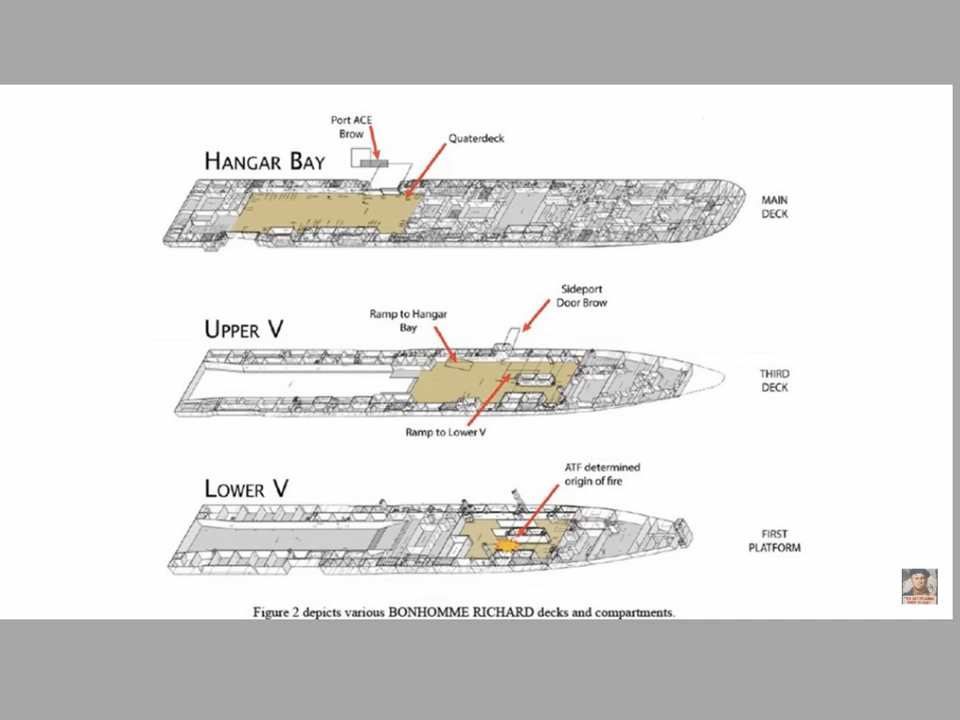 Port ACE
Brow
Quaterdeck
HANGAR BAY
MAIN
DECK
Sideport
Door Brow
Ramp to Hangar
Bay
UPPER V
THIRD
DECK
Ramp to Lower V
ATF determined
origin of fire
LOWER V
FIRST
PLATFORM
Figure 2 depicts various BONHOMME RICHARD decks and compartments.